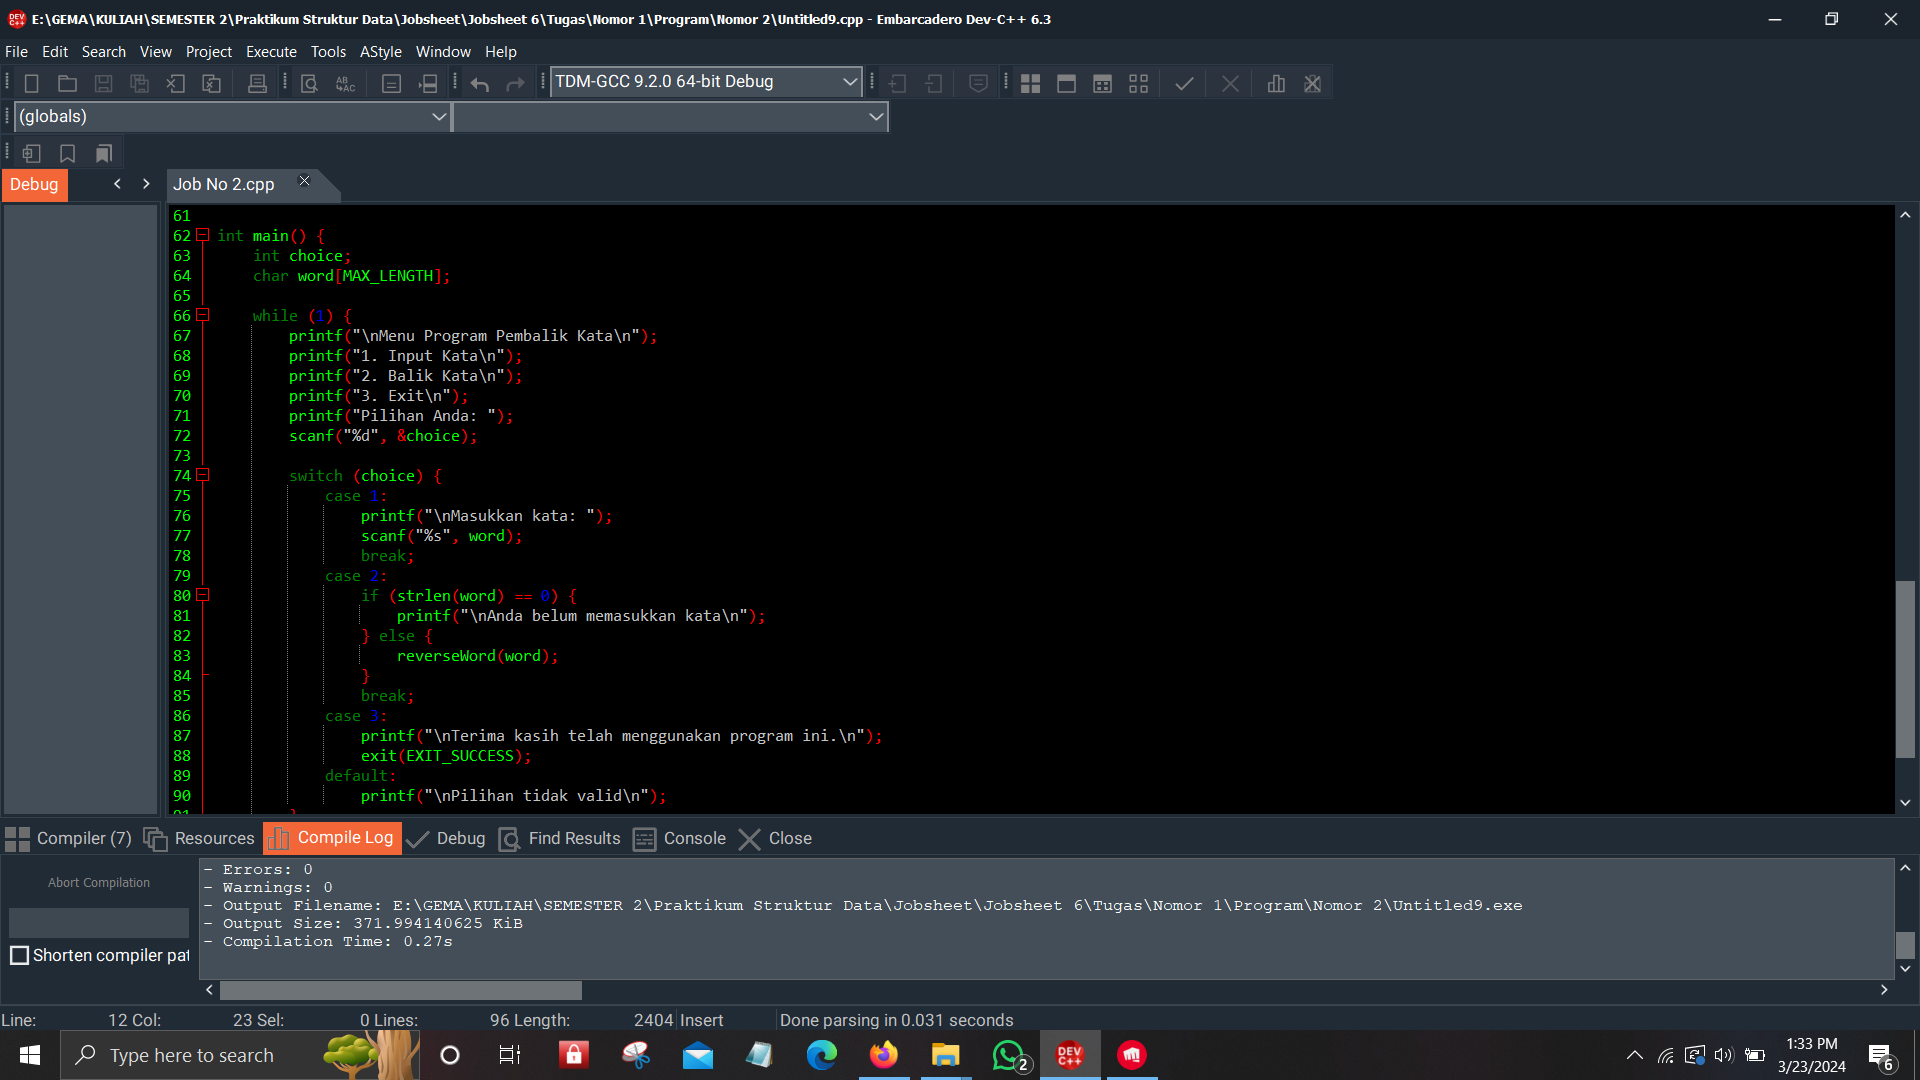 E:\GEMA\KULIAH\SEMESTER 2\Praktikum Struktur Data\Jobsheet\Jobsheet 6\Tugas\Nomor 1\Program\Nomor 2\Untitled9.cpp - Embarcadero Dev-C++ 6.3
File Edit Search View Project Execute Tools AStyle Window Help
TDM-GCC 9.2.0 64-bit Debug
(globals)
Debug
Job No 2.cpp
61
62 int main() {
63 int choice;
64 char word[MAX_LENGTH];
65
66 while (1) {
67 printf("\nMenu Program Pembalik Kata\n");
68 printf("1. Input Kata\n");
69 printf("2. Balik Kata\n");
70 printf("3. Exit\n");
71 printf("Pilihan Anda: ");
72 scanf("%d", &choice);
73
74 switch (choice) {
75 case 1:
76 printf("\nMasukkan kata: ");
77 scanf("%s", word);
78 break;
79 case 2:
80 if (strlen(word) == 0) {
81 printf("\nAnda belum memasukkan kata\n");
82 } else {
83 reverseWord(word);
84 }
85 break;
86 case 3:
87 printf("\nTerima kasih telah menggunakan program ini.\n");
88 exit(EXIT_SUCCESS);
89 default:
90 printf("\nPilihan tidak valid\n");
Compiler (7) Resources Compile Log Debug Find Results Console Close
Abort Compilation
Shorten compiler pat
- Errors: 0
- Warnings: 0
- Output Filename: E:\GEMA\KULIAH\SEMESTER 2\Praktikum Struktur Data\Jobsheet\Jobsheet 6\Tugas\Nomor 1\Program\Nomor 2\Untitled9.exe
- Output Size: 371.994140625 KiB
- Compilation Time: 0.27s
Line: 12 Col: 23 Sel: 0 Lines: 96 Length: 2404 Insert Done parsing in 0.031 seconds
Type here to search
2
DEV C++
1:33 PM
3/23/2024
6